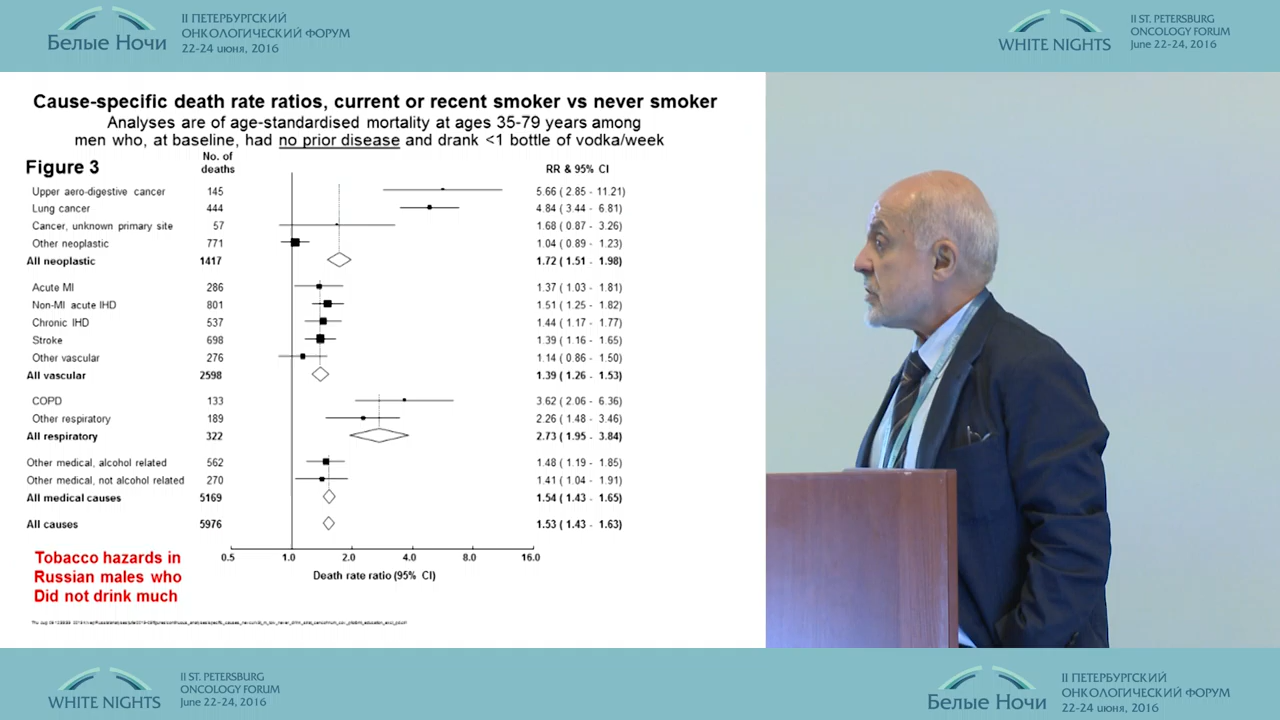 II ПЕТЕРБУРГСКИЙ
ОНКОЛОГИЧЕСКИЙ ФОРУМ
Белые Ночи
22-24 июня, 2016
II ST. PETERSBURG
ONCOLOGY FORUM
WHITE NIGHTS
June 22-24, 2016
Cause-specific death rate ratios, current or recent smoker vs never smoker
Analyses are of age-standardised mortality at ages 35-79 years among
men who, at baseline, had no prior disease and drank <1 bottle of vodka/week
Figure 3
No. of
deaths
RR & 95% CI
Upper aero-digestive cancer 145 5.66 ( 2.85 - 11.21)
Lung cancer 444 4.84 ( 3.44 - 6.81)
Cancer, unknown primary site 57 1.68 ( 0.87 - 3.26)
Other neoplastic 771 1.04 ( 0.89 - 1.23)
All neoplastic 1417 1.72 ( 1.51 - 1.98)
Acute MI 286 1.37 ( 1.03 - 1.81)
Non-MI acute IHD 801 1.51 ( 1.25 - 1.82)
Chronic IHD 537 1.44 ( 1.17 - 1.77)
Stroke 698 1.39 ( 1.16 - 1.65)
Other vascular 276 1.14 ( 0.86 - 1.50)
All vascular 2598 1.39 ( 1.26 - 1.53)
COPD 133 3.62 ( 2.06 - 6.36)
Other respiratory 189 2.26 ( 1.48 - 3.46)
All respiratory 322 2.73 ( 1.95 - 3.84)
Other medical, alcohol related 562 1.48 ( 1.19 - 1.85)
Other medical, not alcohol related 270 1.41 ( 1.04 - 1.91)
All medical causes 5169 1.54 ( 1.43 - 1.65)
All causes 5976 1.53 ( 1.43 - 1.63)
0.5 1.0 2.0 4.0 8.0 16.0
Death rate ratio (95% CI)
Tobacco hazards in
Russian males who
Did not drink much
II ST. PETERSBURG
ONCOLOGY FORUM
WHITE NIGHTS
June 22-24, 2016
II ПЕТЕРБУРГСКИЙ
ОНКОЛОГИЧЕСКИЙ ФОРУМ
Белые Ночи
22-24 июня, 2016